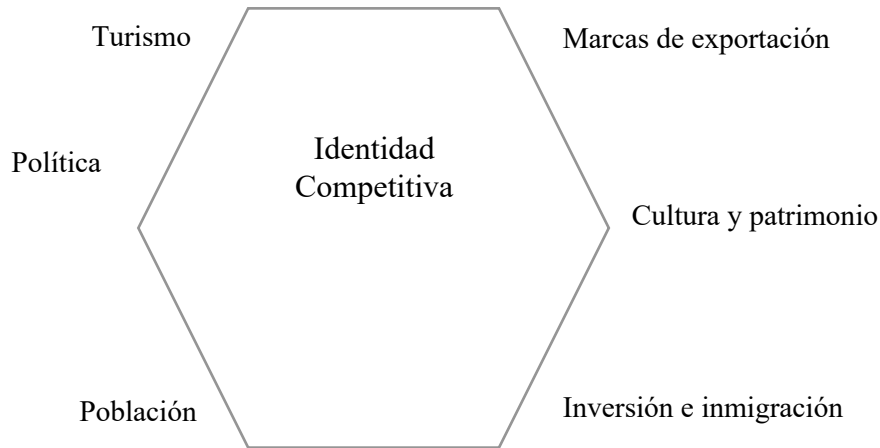 Turismo
Marcas de exportación
Política
Identidad
Competitiva
Cultura y patrimonio
Población
Inversión e inmigración